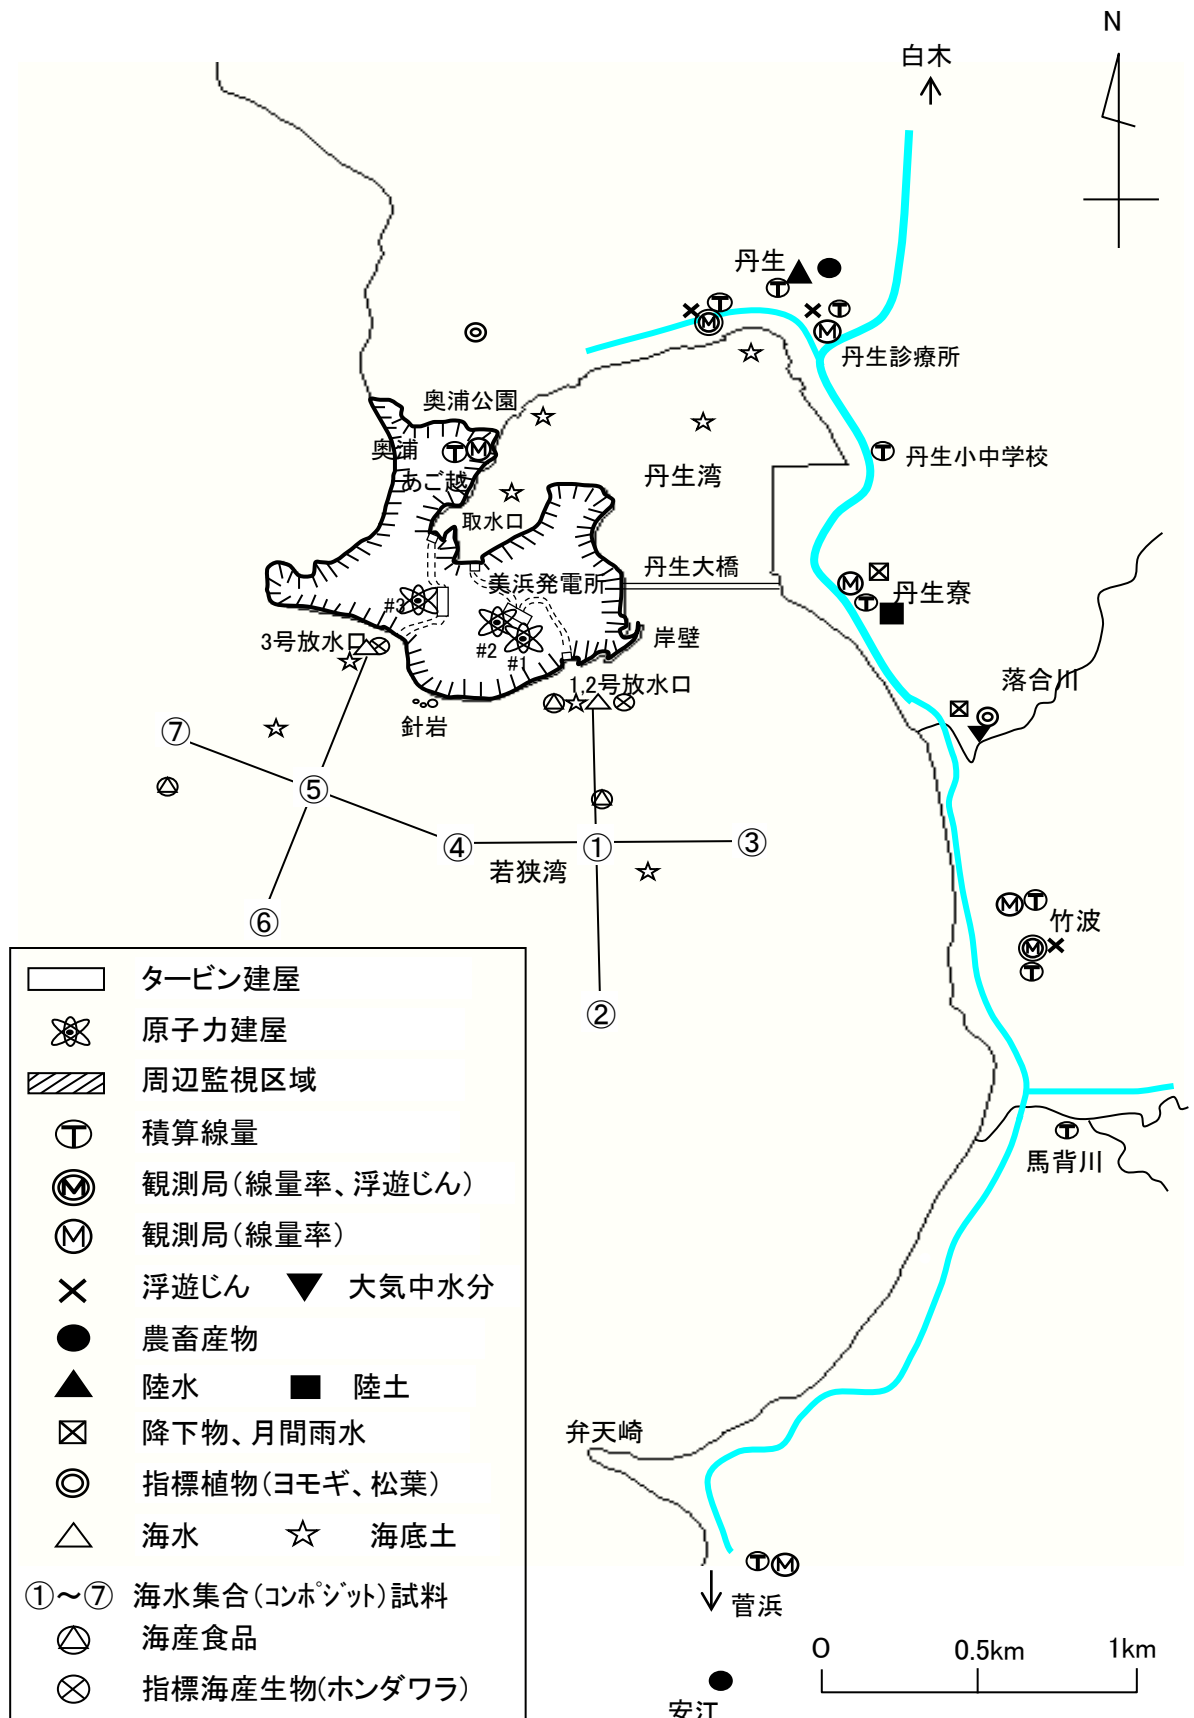 N
白木
丹生
丹生診療所
奥浦公園
奥浦
あご越
丹生小中学校
丹生湾
取水口
美浜発電所
丹生大橋
丹生寮
#3
#2
#1
3号放水口
岸壁
1,2号放水口
落合川
針岩
⑦
⑤
④
①
③
若狭湾
⑥
竹波
②
馬背川
タービン建屋
原子力建屋
周辺監視区域
T 積算線量
M 観測局(線量率、浮遊じん)
M 観測局(線量率)
浮遊じん 大気中水分
農畜産物
陸水 陸土
降下物、月間雨水
指標植物(ヨモギ、松葉)
海水 海底土
①～⑦ 海水集合(コンポジット)試料
海産食品
指標海産生物(ホンダワラ)
弁天崎
菅浜
安江
0 0.5km 1km